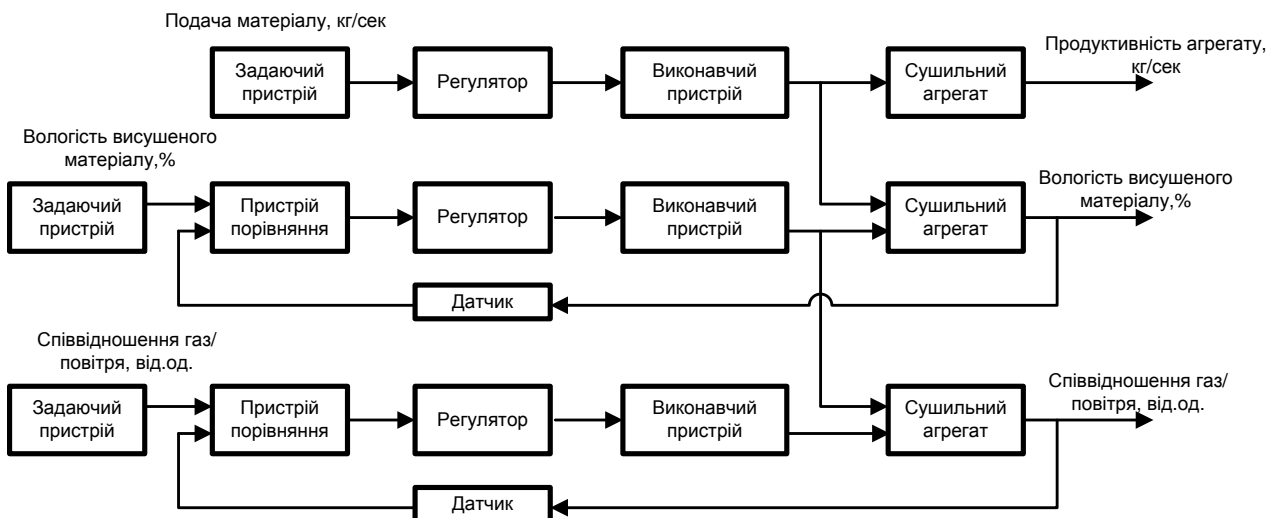 Подача матеріалу, кг/сек
Задаючий
пристрій
Регулятор
Виконавчий
пристрій
Сушильний
агрегат
Продуктивність агрегату,
кг/сек
Вологість висушеного
матеріалу,%
Задаючий
пристрій
Пристрій
порівняння
Регулятор
Виконавчий
пристрій
Сушильний
агрегат
Вологість висушеного
матеріалу,%
Датчик
Співвідношення газ/
повітря, від.од.
Задаючий
пристрій
Пристрій
порівняння
Регулятор
Виконавчий
пристрій
Сушильний
агрегат
Співвідношення газ/
повітря, від.од.
Датчик